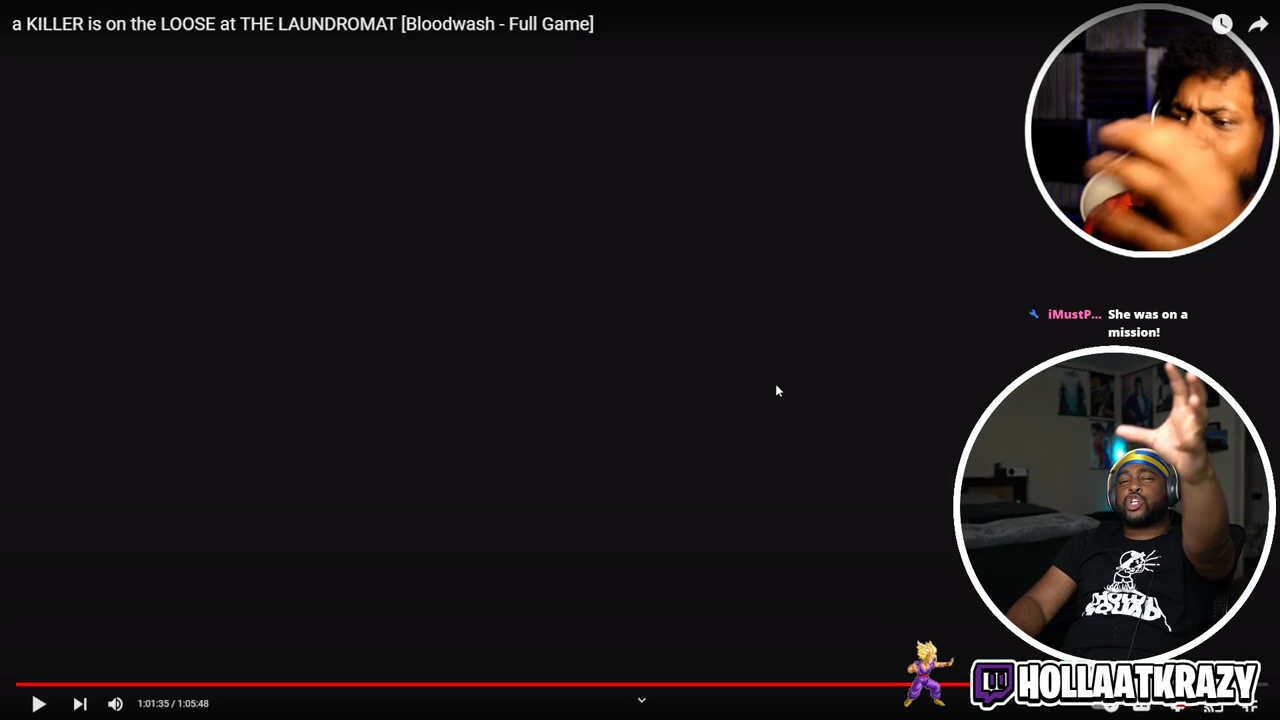 a KILLER is on the LOOSE at THE LAUNDROMAT [Bloodwash - Full Game]
iMustP... She was on a
mission!
HOLLAATKRAZY
1:01:35 / 1:05:48